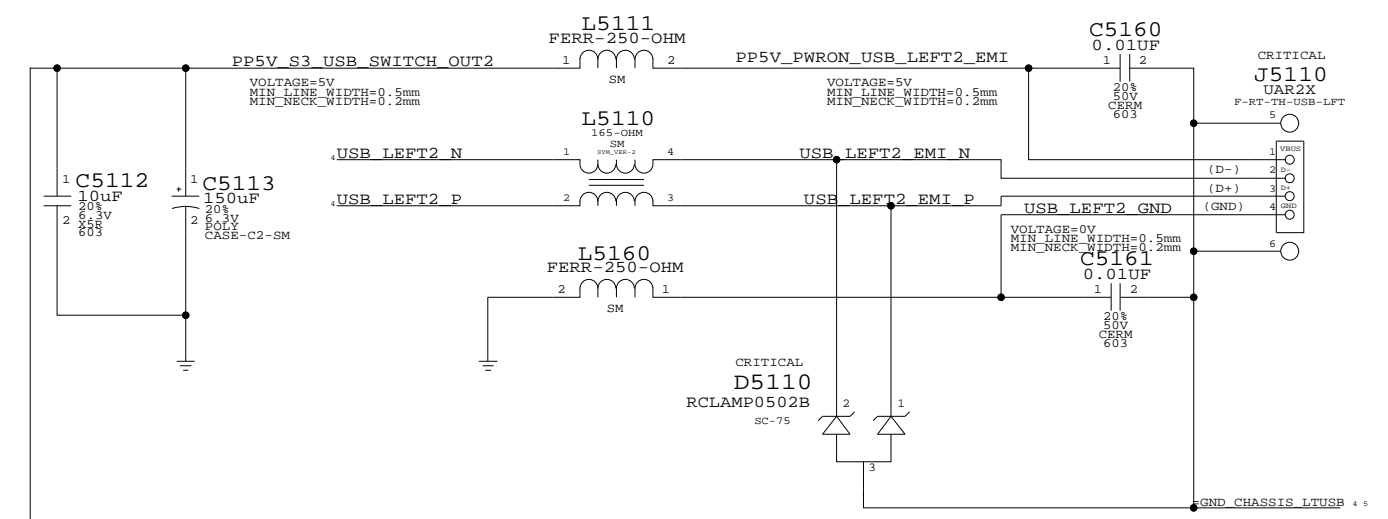 L5111
FERR-250-OHM
PP5V_S3_USB_SWITCH_OUT2
1
2
SM
PP5V_PWRON_USB_LEFT2_EMI
VOLTAGE=5V
MIN_LINE_WIDTH=0.5mm
MIN_NECK_WIDTH=0.2mm
VOLTAGE=5V
MIN_LINE_WIDTH=0.5mm
MIN_NECK_WIDTH=0.2mm
C5160
0.01UF
1 2
20%
50V
CERM
603
CRITICAL
J5110
UAR2X
F-RT-TH-USB-LFT
5
L5110
165-OHM
SM
SYM_VER-2
4 USB_LEFT2_N
1
4
USB_LEFT2_EMI_N
4 USB_LEFT2_P
2
3
USB_LEFT2_EMI_P
1 VBUS
(D-) 2 D-
(D+) 3 D+
(GND) 4 GND
6
USB_LEFT2_GND
VOLTAGE=0V
MIN_LINE_WIDTH=0.5mm
MIN_NECK_WIDTH=0.2mm
1 C5112
10uF
20%
6.3V
2 X5R
603
+ 1 C5113
150uF
20%
2 6.3V
POLY
CASE-C2-SM
L5160
FERR-250-OHM
2
1
SM
C5161
0.01UF
1 2
20%
50V
CERM
603
CRITICAL
D5110
RCLAMP0502B
SC-75
2
1
3
=GND_CHASSIS_LTUSB 4 5